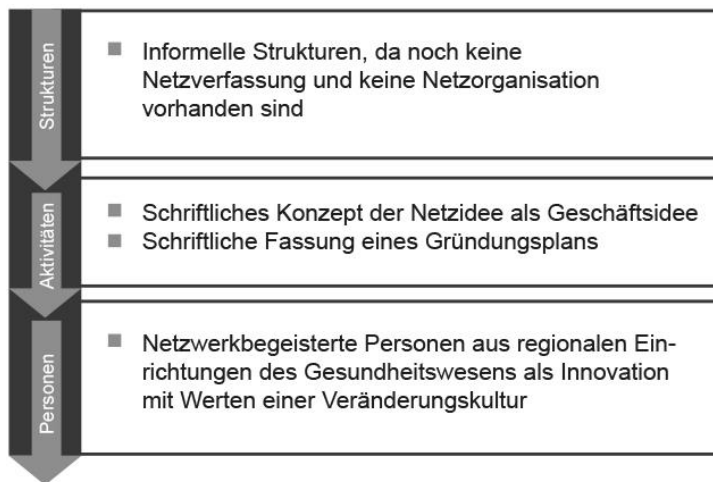 Strukturen
Informelle Strukturen, da noch keine
Netzverfassung und keine Netzorganisation
vorhanden sind
Aktivitäten
Schriftliches Konzept der Netzidee als Geschäftsidee
Schriftliche Fassung eines Gründungsplans
Personen
Netzwerkbegeisterte Personen aus regionalen Ein-
richtungen des Gesundheitswesens als Innovation
mit Werten einer Veränderungskultur